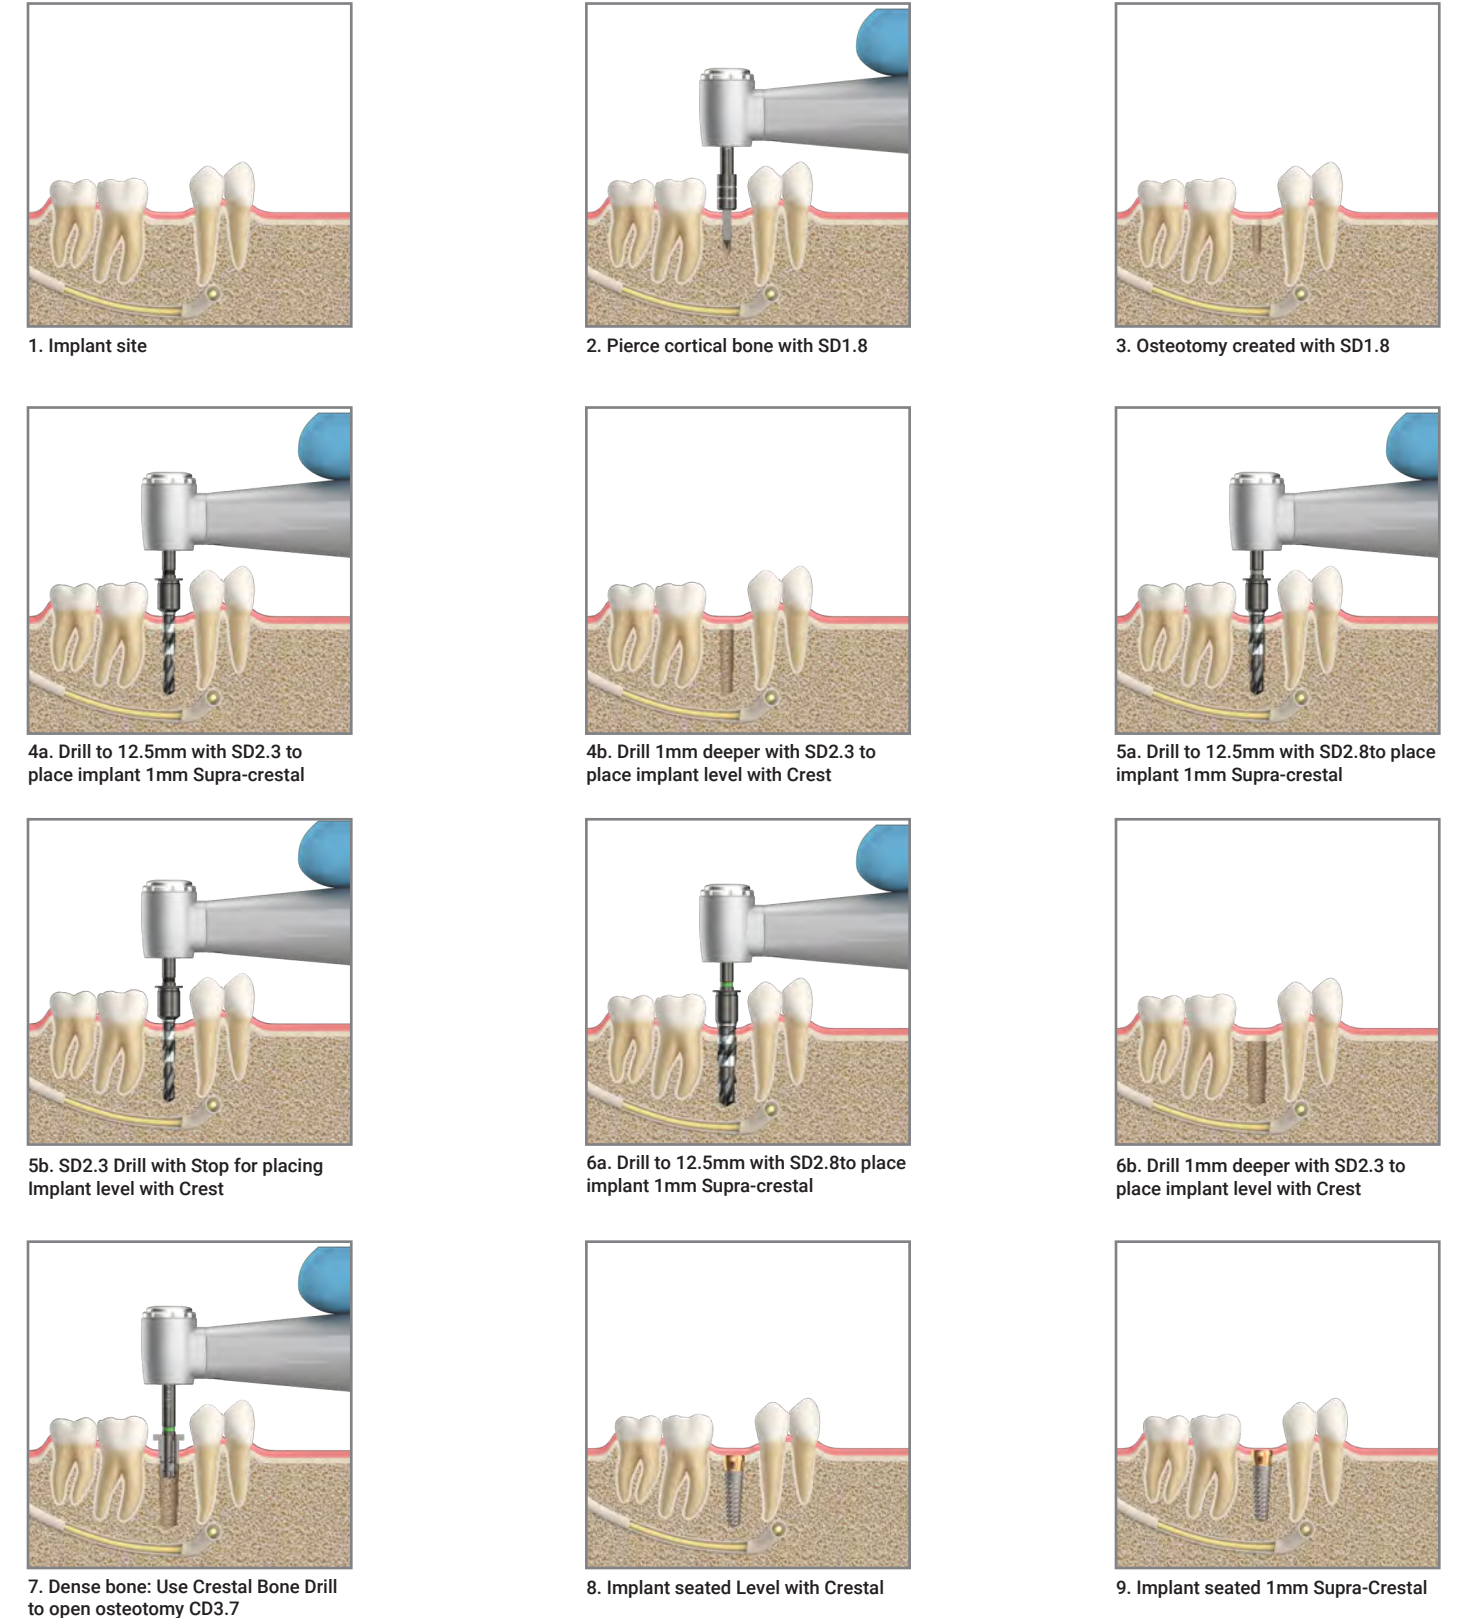 1. Implant site
2. Pierce cortical bone with SD1.8
3. Osteotomy created with SD1.8
4a. Drill to 12.5mm with SD2.3 to
place implant 1mm Supra-crestal
4b. Drill 1mm deeper with SD2.3 to
place implant level with Crest
5a. Drill to 12.5mm with SD2.8to place
implant 1mm Supra-crestal
5b. SD2.3 Drill with Stop for placing
Implant level with Crest
6a. Drill to 12.5mm with SD2.8to place
implant 1mm Supra-crestal
6b. Drill 1mm deeper with SD2.3 to
place implant level with Crest
7. Dense bone: Use Crestal Bone Drill
to open osteotomy CD3.7
8. Implant seated Level with Crestal
9. Implant seated 1mm Supra-Crestal